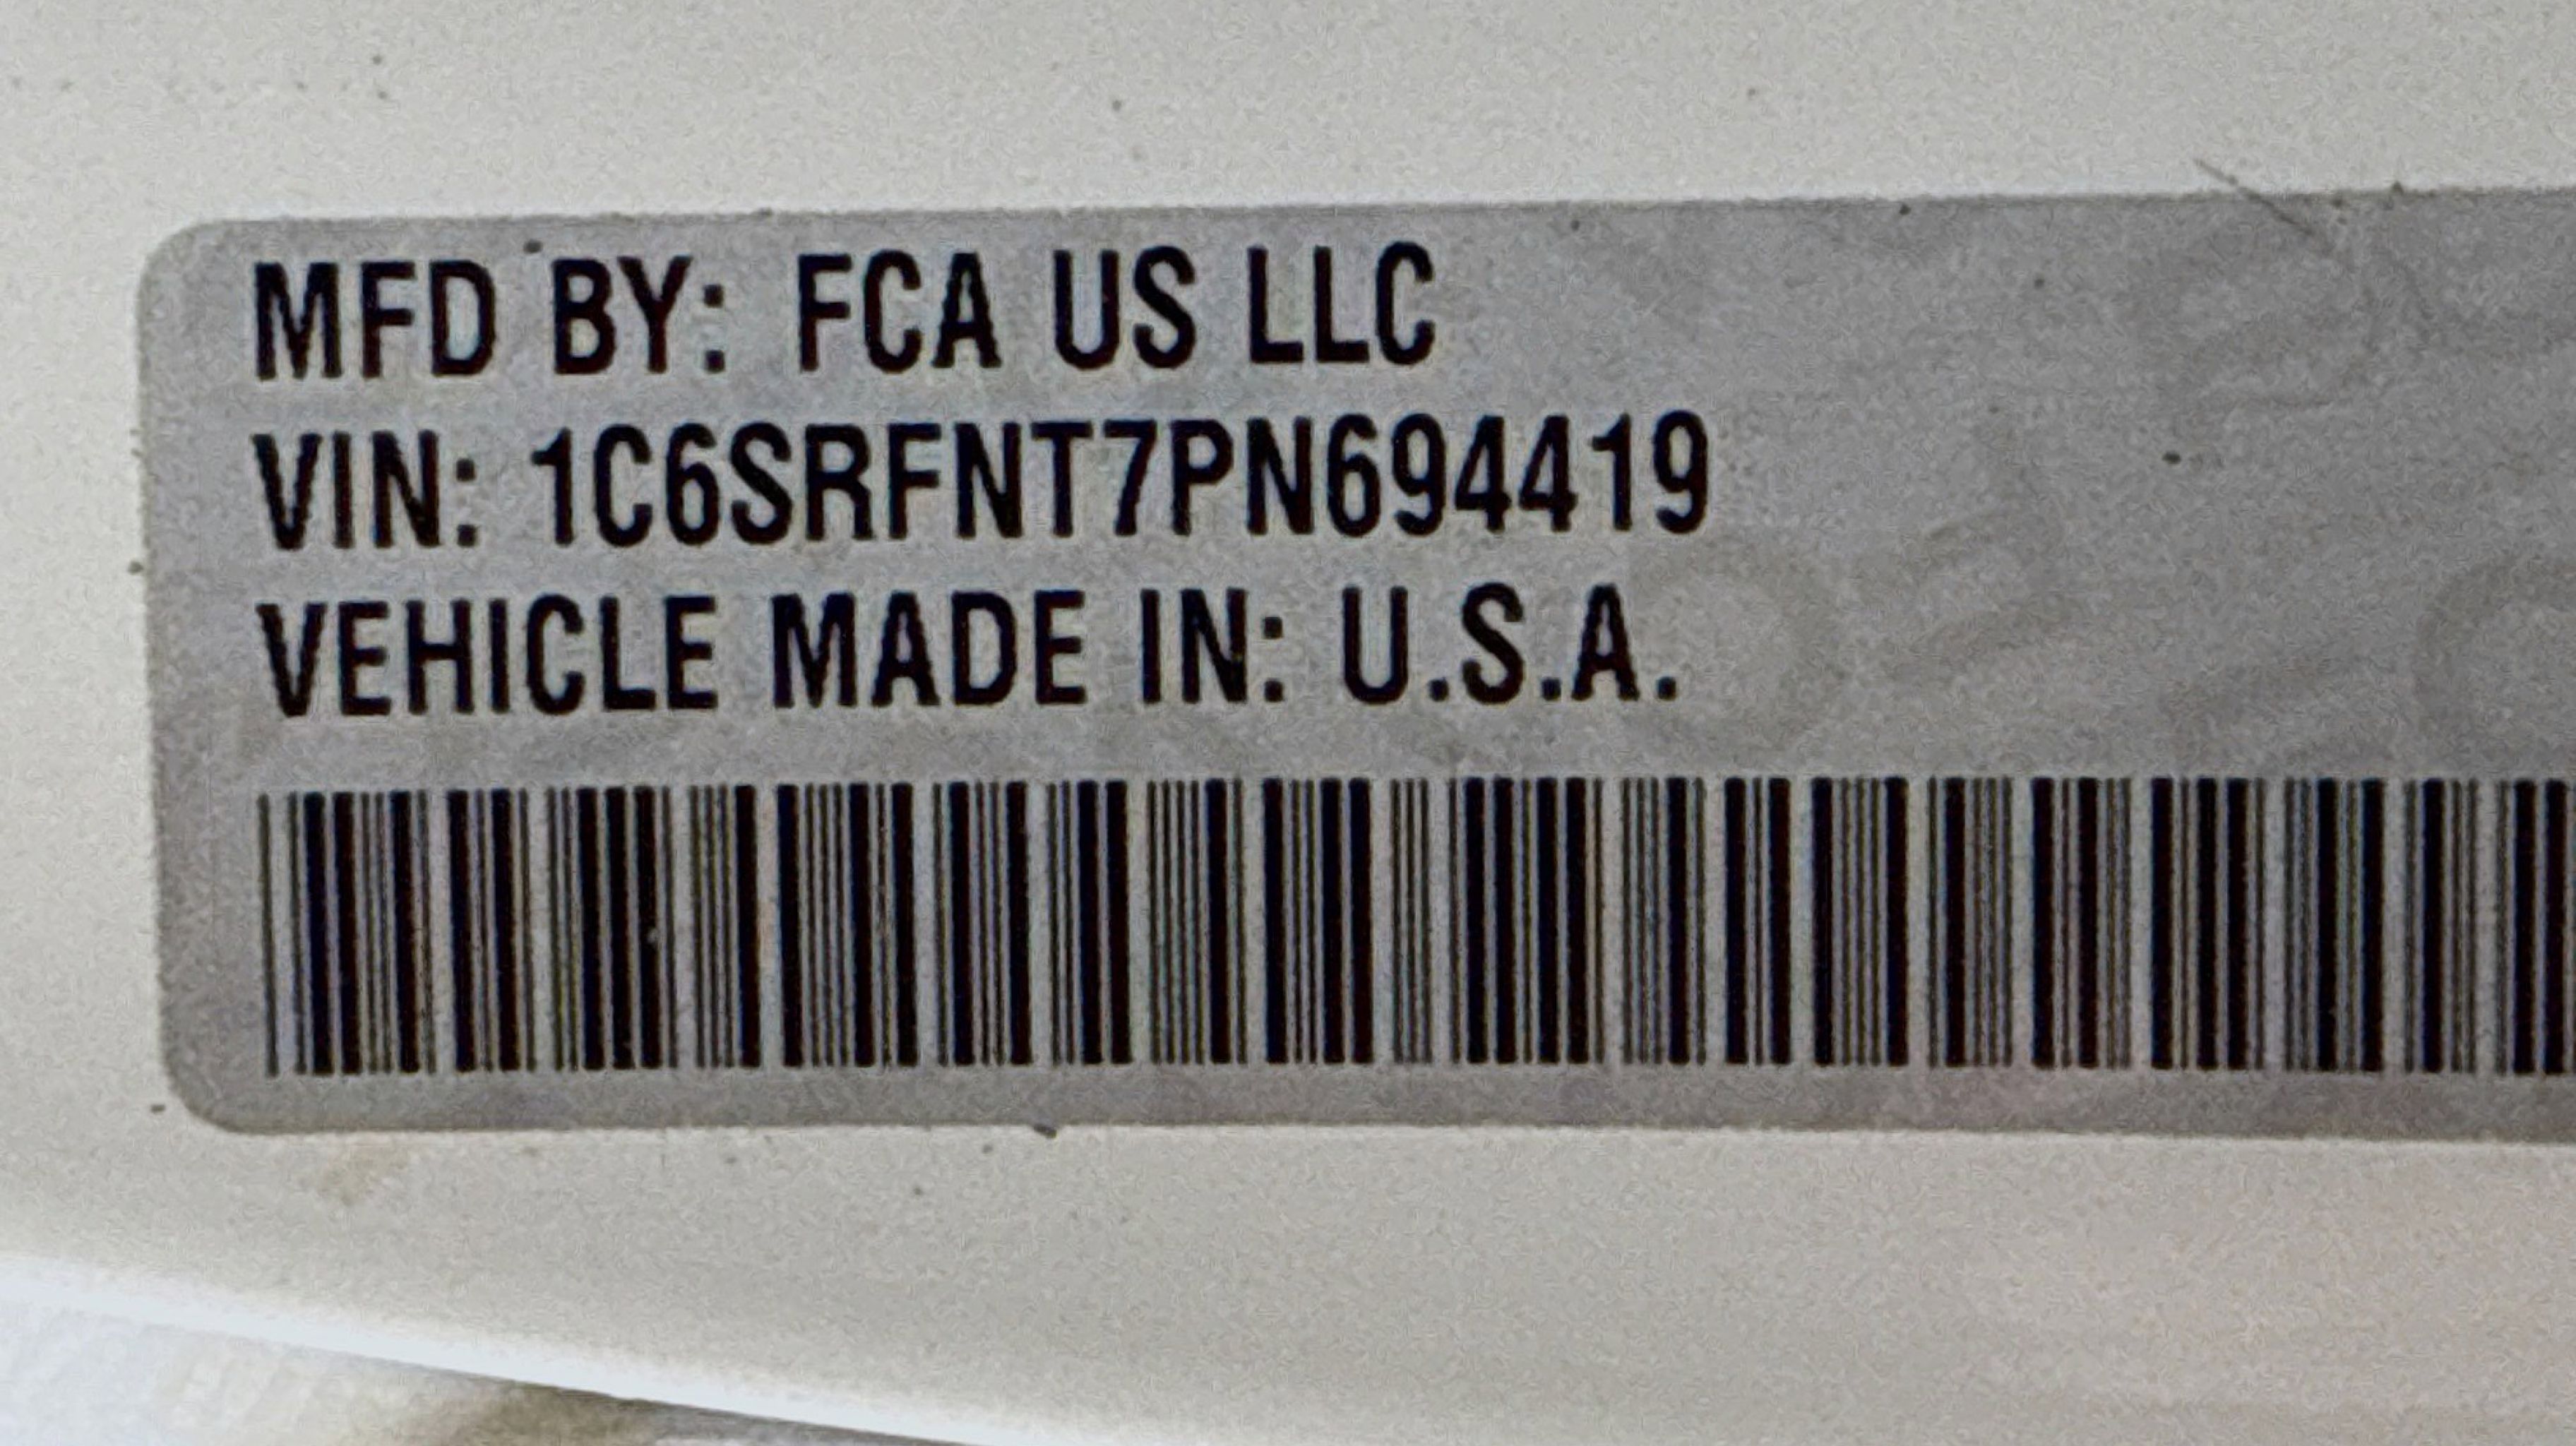 MFD BY: FCA US LLC
VIN: 1C6SRFNT7PN694419
VEHICLE MADE IN: U.S.A.